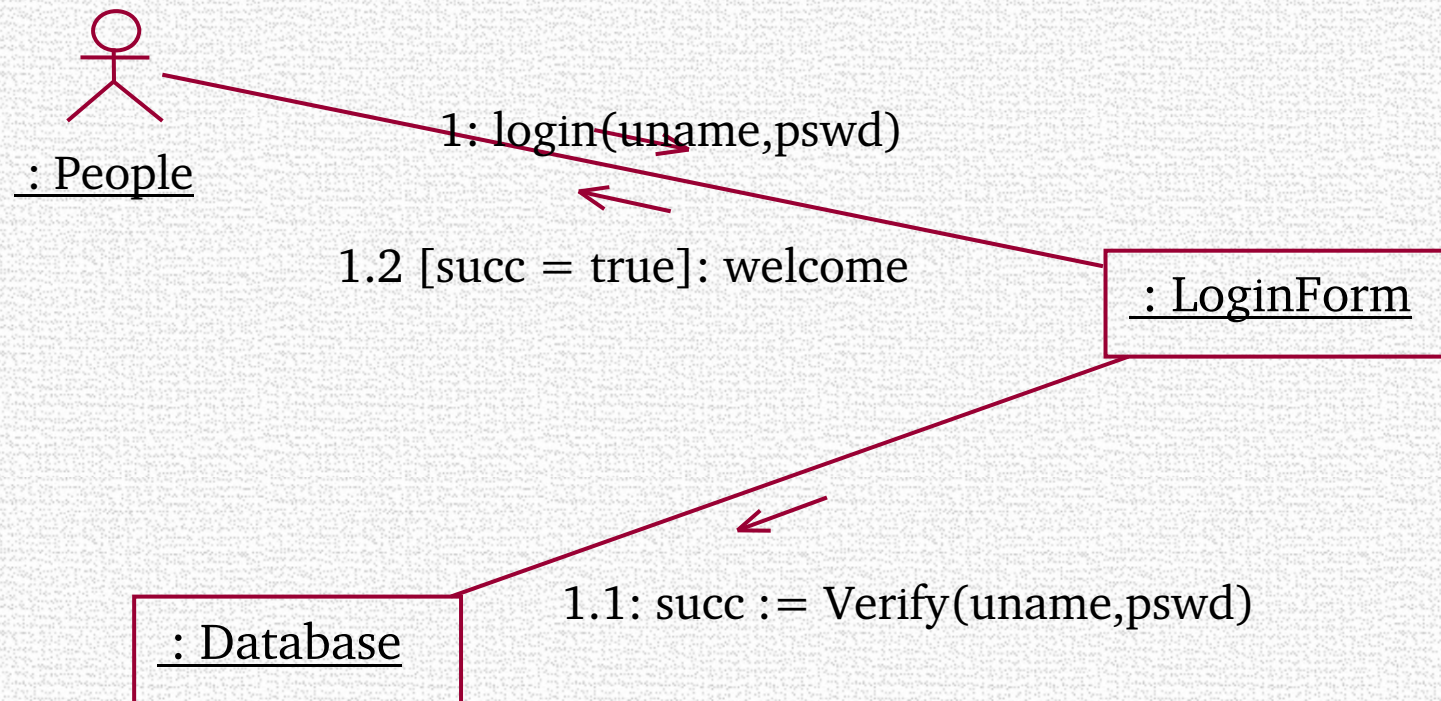 1: login(uname,pswd)
: People
1.2 [succ = true]: welcome
: LoginForm
1.1: succ := Verify(uname,pswd)
: Database